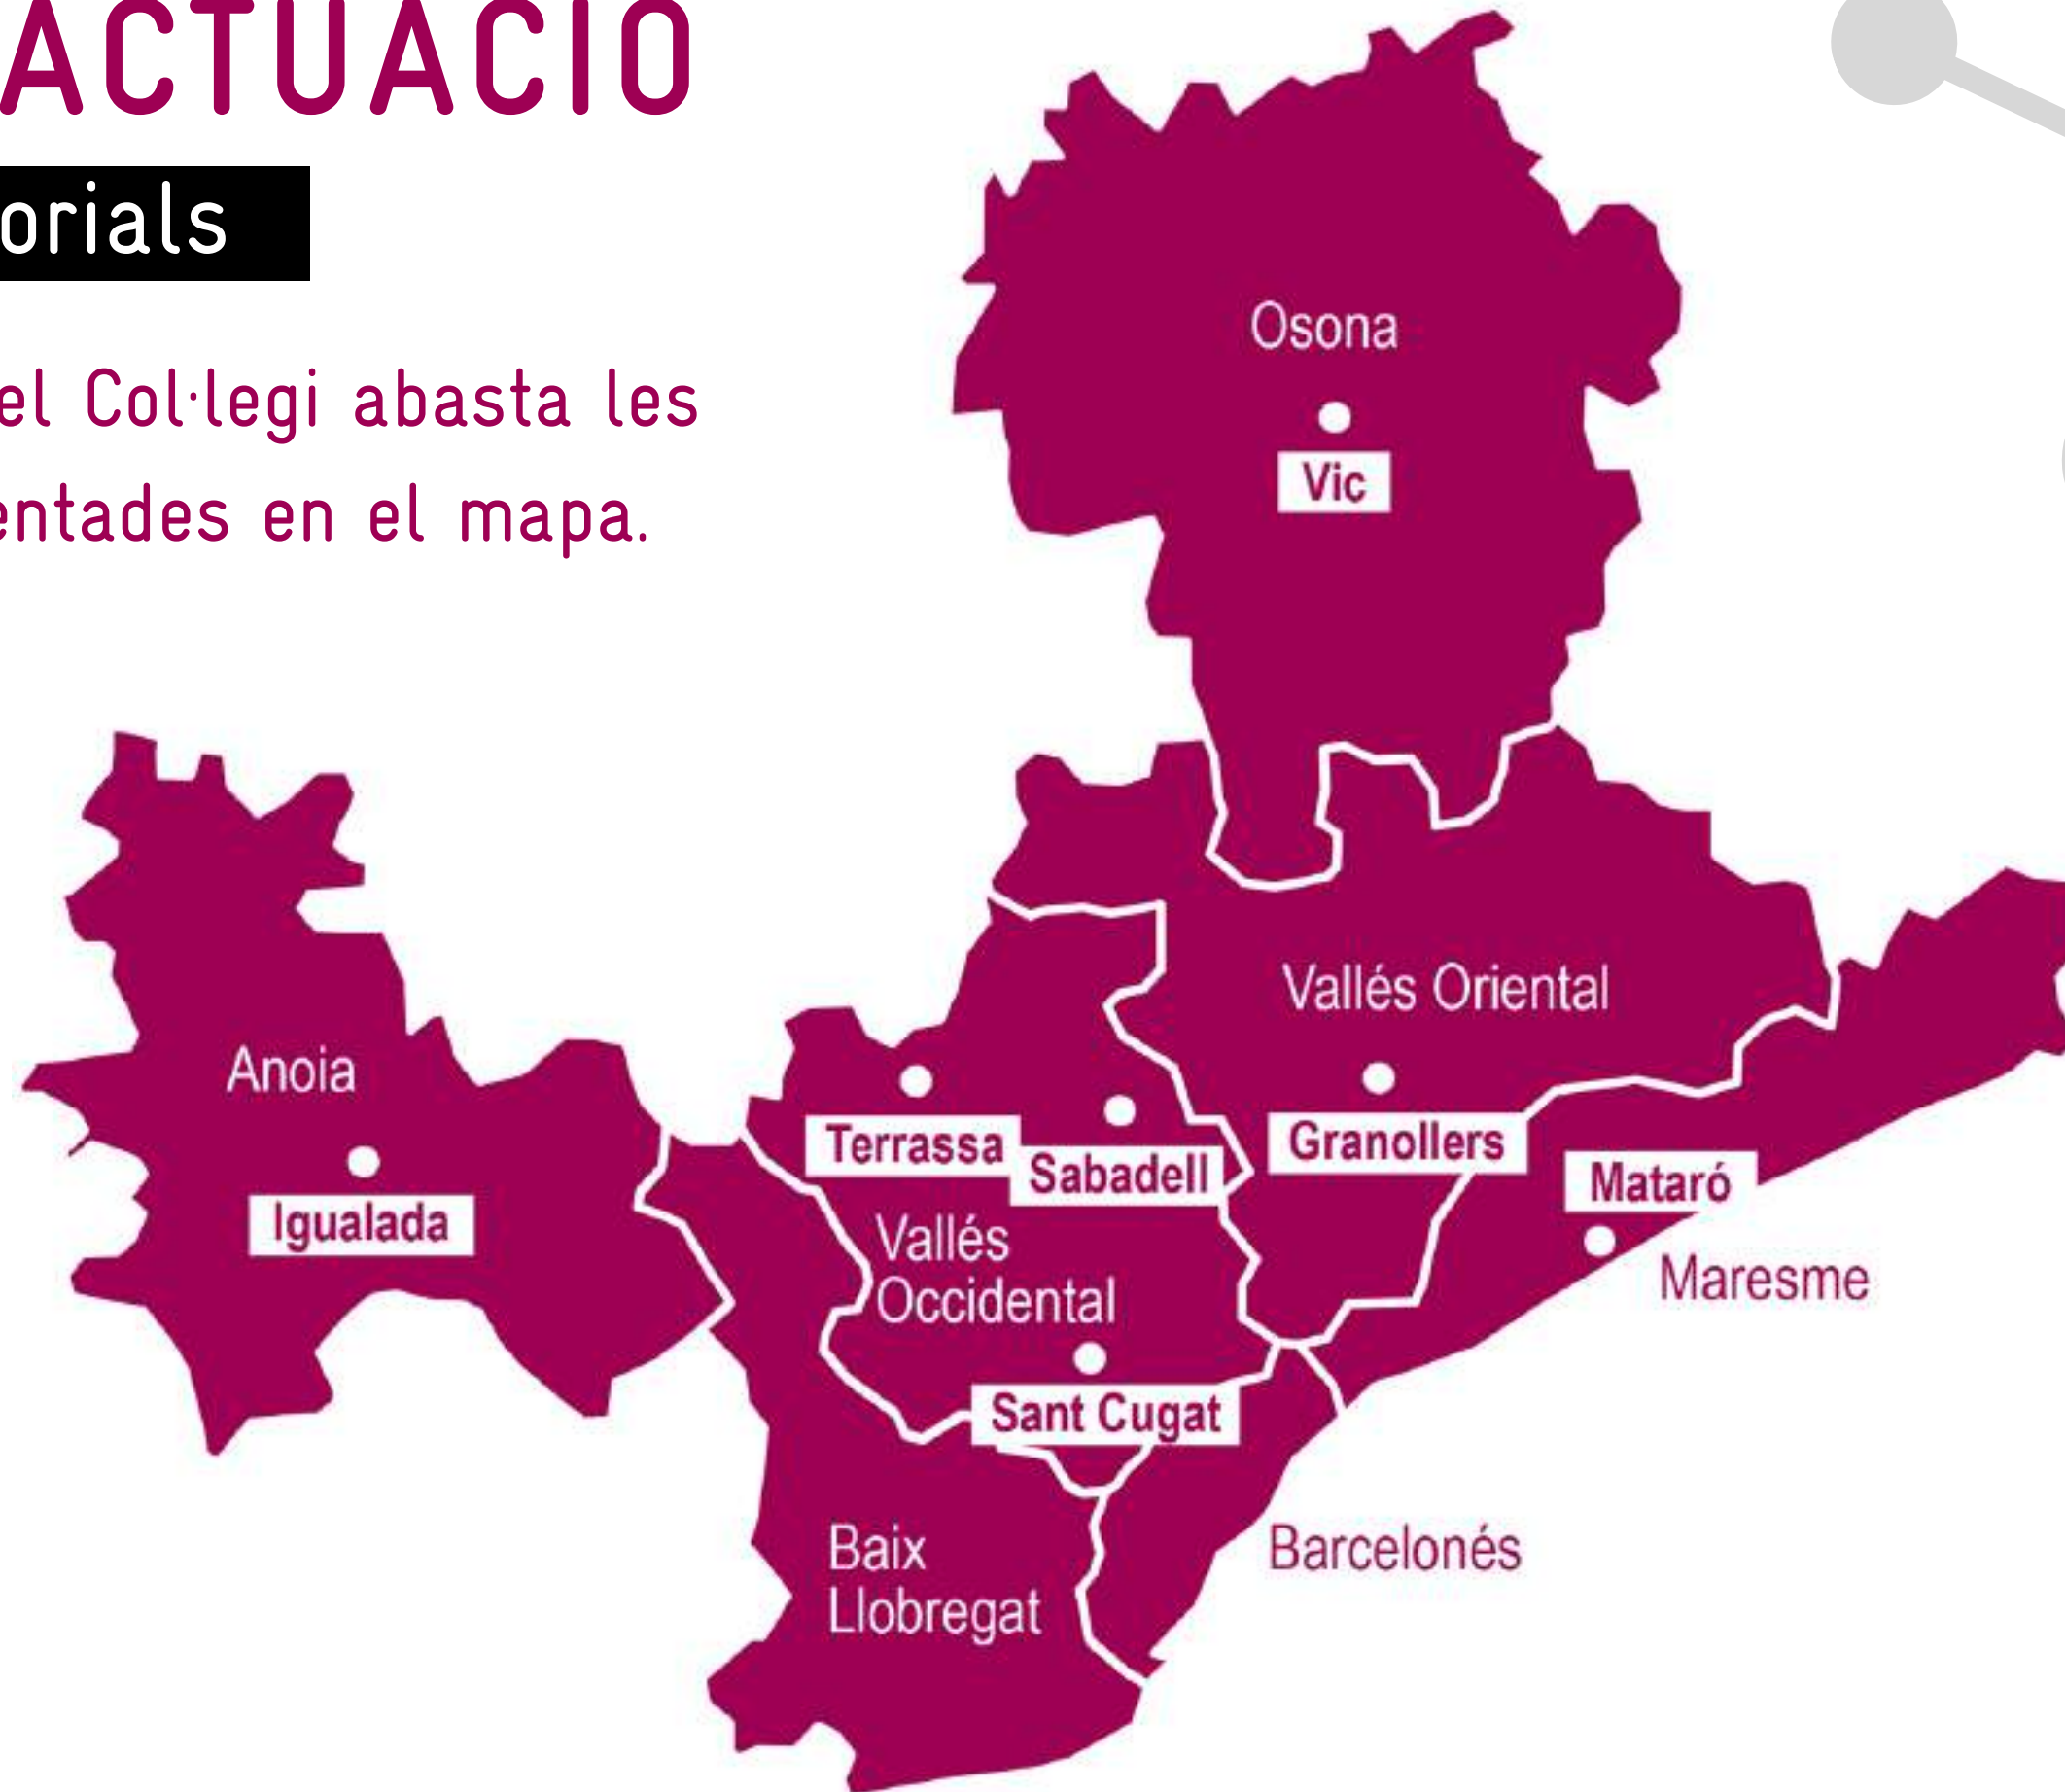 ACTUACIO
orials
el Col·legi abasta les
entades en el mapa.
Osona
Vic
Vallés Oriental
Anoia
Terrassa
Sabadell
Granollers
Mataró
Igualada
Vallés
Occidental
Maresme
Sant Cugat
Baix
Llobregat
Barcelonés